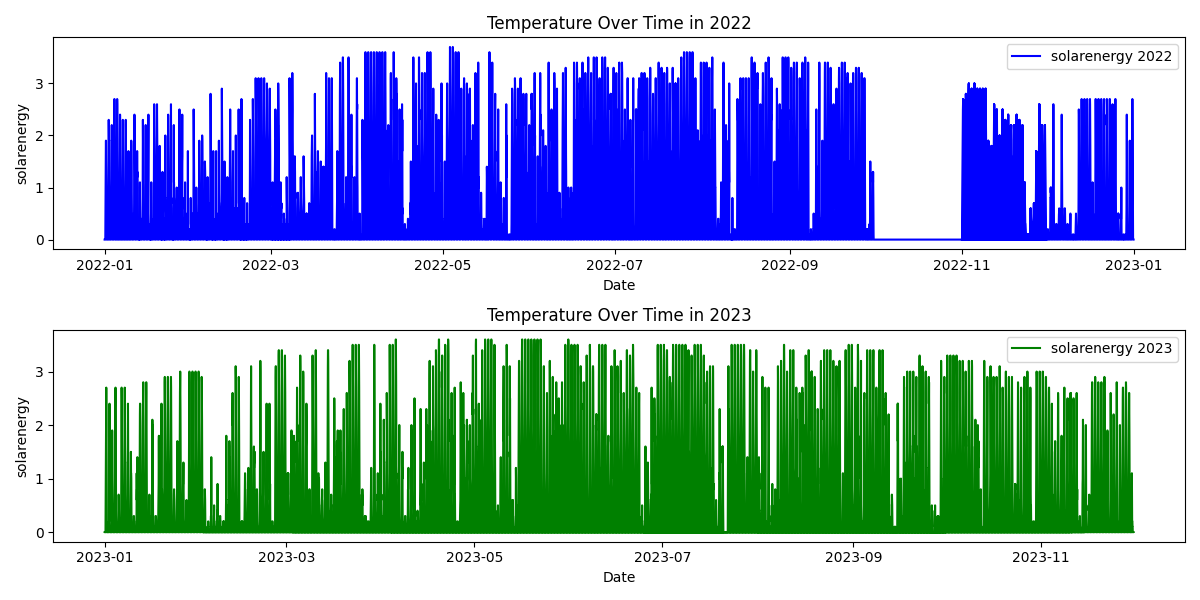 Temperature Over Time in 2022
solarenergy 2022
solarenergy
3
2
1
0
2022-01 2022-03 2022-05 2022-07 2022-09 2022-11 2023-01
Date
Temperature Over Time in 2023
solarenergy 2023
solarenergy
3
2
1
0
2023-01 2023-03 2023-05 2023-07 2023-09 2023-11
Date